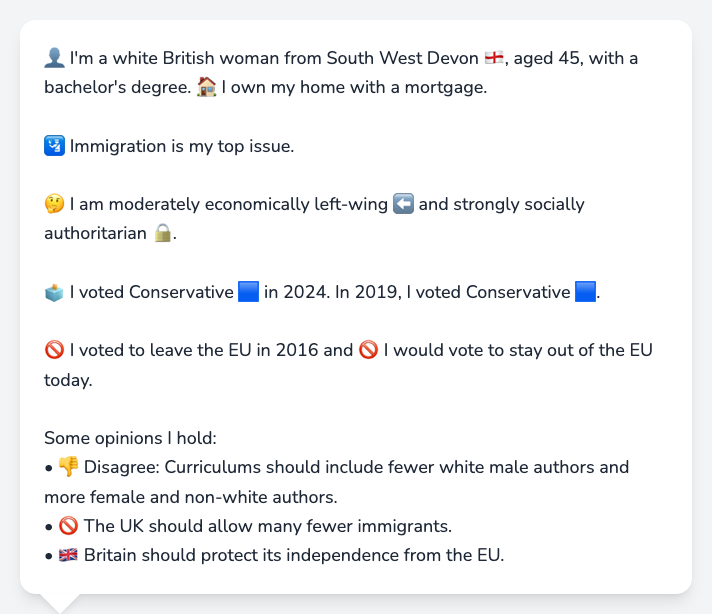 👤 I'm a white British woman from South West Devon 🏴󠁧󠁢󠁥󠁮󠁧󠁿, aged 45, with a
bachelor's degree. 🏠 I own my home with a mortgage.
🛂 Immigration is my top issue.
🤔 I am moderately economically left-wing ⬅️ and strongly socially
authoritarian 🔒.
🗳️ I voted Conservative 🟦 in 2024. In 2019, I voted Conservative 🟦.
🚫 I voted to leave the EU in 2016 and 🚫 I would vote to stay out of the EU
today.
Some opinions I hold:
• 👎 Disagree: Curriculums should include fewer white male authors and
more female and non-white authors.
• 🚫 The UK should allow many fewer immigrants.
• 🇬🇧 Britain should protect its independence from the EU.